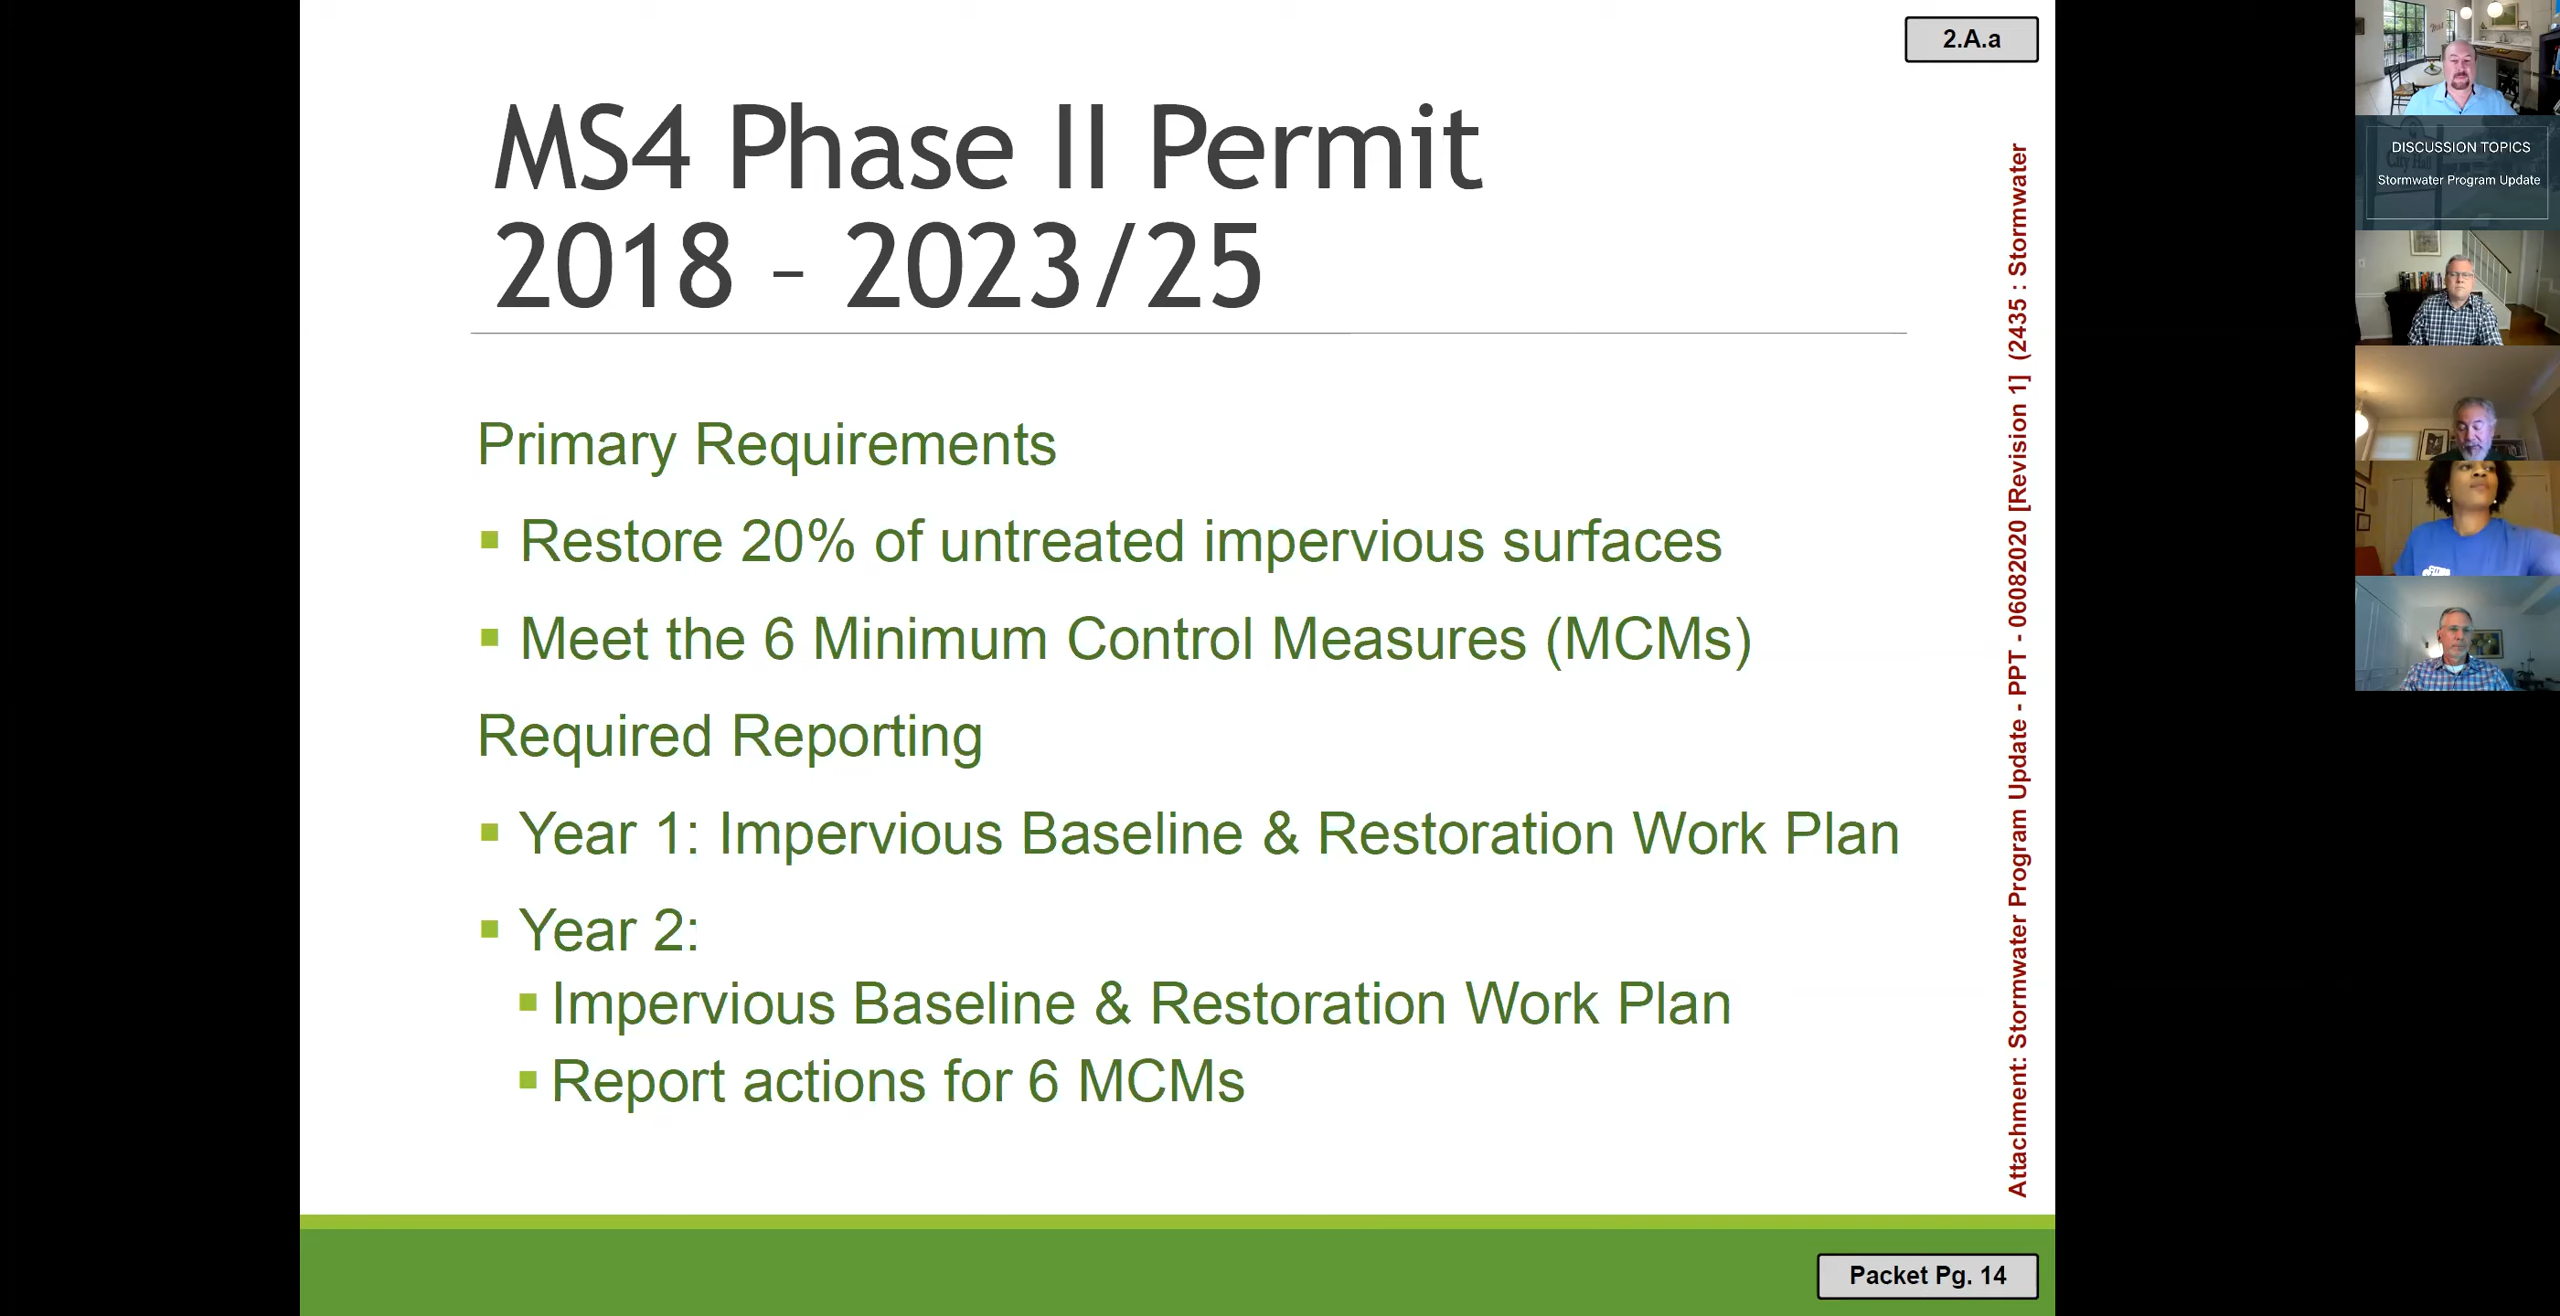 2.A.a
MS4 Phase II Permit
2018 – 2023/25
Primary Requirements
▪ Restore 20% of untreated impervious surfaces
▪ Meet the 6 Minimum Control Measures (MCMs)
Required Reporting
▪ Year 1: Impervious Baseline & Restoration Work Plan
▪ Year 2:
▪ Impervious Baseline & Restoration Work Plan
▪ Report actions for 6 MCMs
Attachment: Stormwater Program Update - PPT - 06082020 [Revision 1] (2435 : Stormwater
Packet Pg. 14
DISCUSSION TOPICS
City Hall
Stormwater Program Update